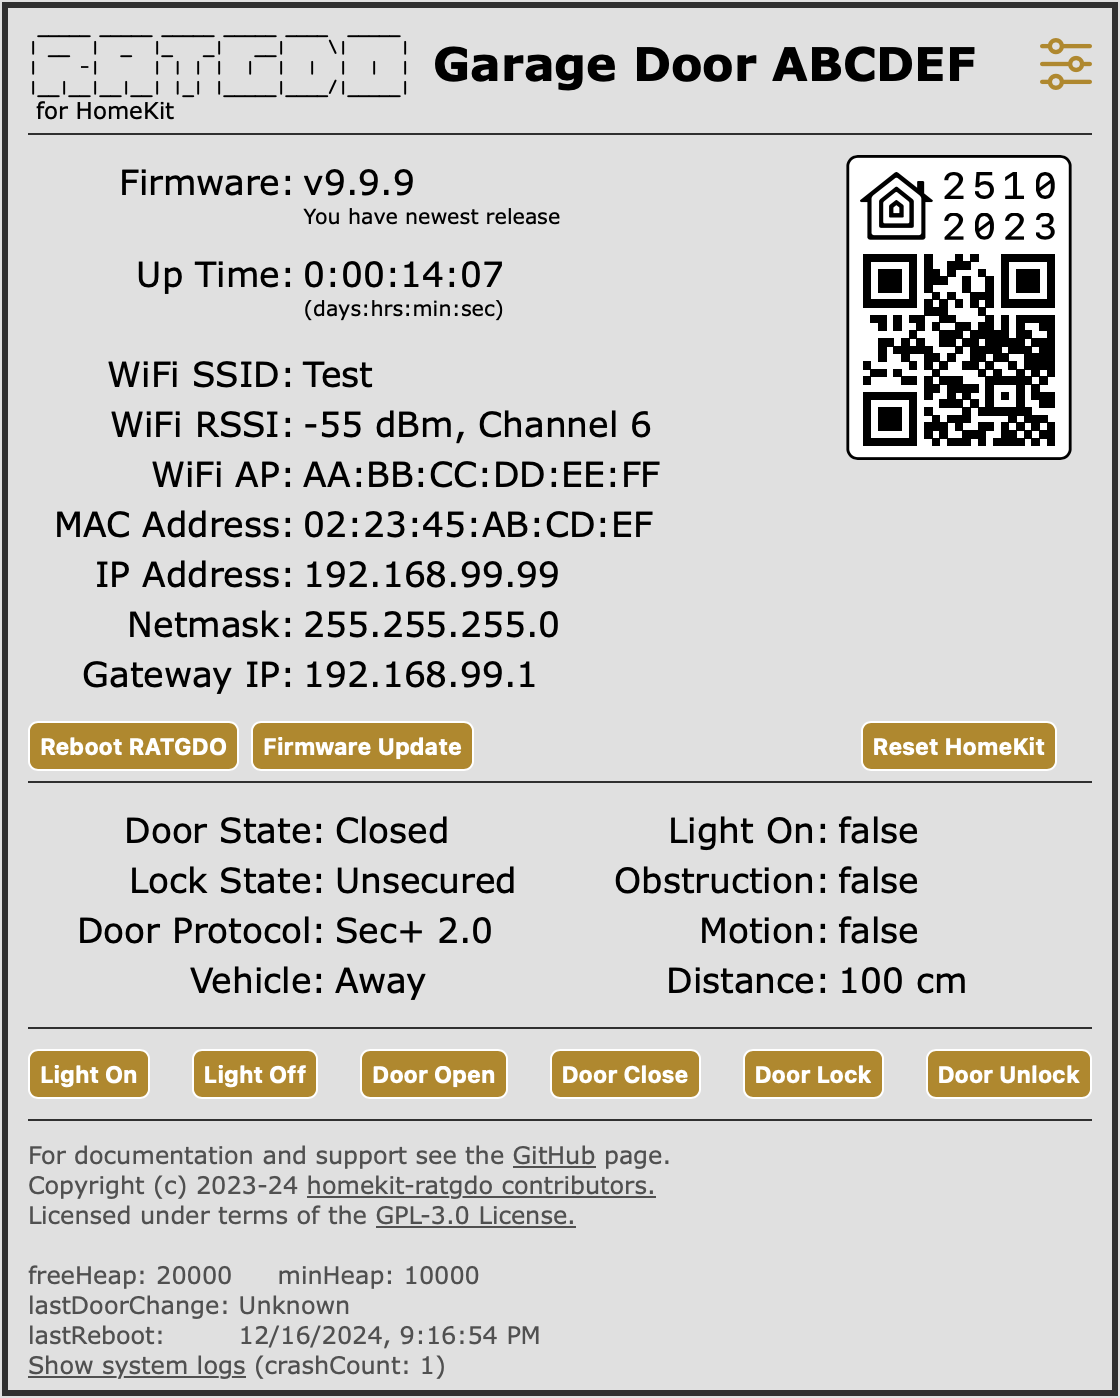 RATGDO
for HomeKit
Garage Door ABCDEF
Firmware: v9.9.9
You have newest release
Up Time: 0:00:14:07
(days:hrs:min:sec)
WiFi SSID: Test
WiFi RSSI: -55 dBm, Channel 6
WiFi AP: AA:BB:CC:DD:EE:FF
MAC Address: 02:23:45:AB:CD:EF
IP Address: 192.168.99.99
Netmask: 255.255.255.0
Gateway IP: 192.168.99.1
2510
2023
Reboot RATGDO Firmware Update Reset HomeKit
Door State: Closed Light On: false
Lock State: Unsecured Obstruction: false
Door Protocol: Sec+ 2.0 Motion: false
Vehicle: Away Distance: 100 cm
Light On Light Off Door Open Door Close Door Lock Door Unlock
For documentation and support see the GitHub page.
Copyright (c) 2023-24 homekit-ratgdo contributors.
Licensed under terms of the GPL-3.0 License.
freeHeap: 20000 minHeap: 10000
lastDoorChange: Unknown
lastReboot: 12/16/2024, 9:16:54 PM
Show system logs (crashCount: 1)